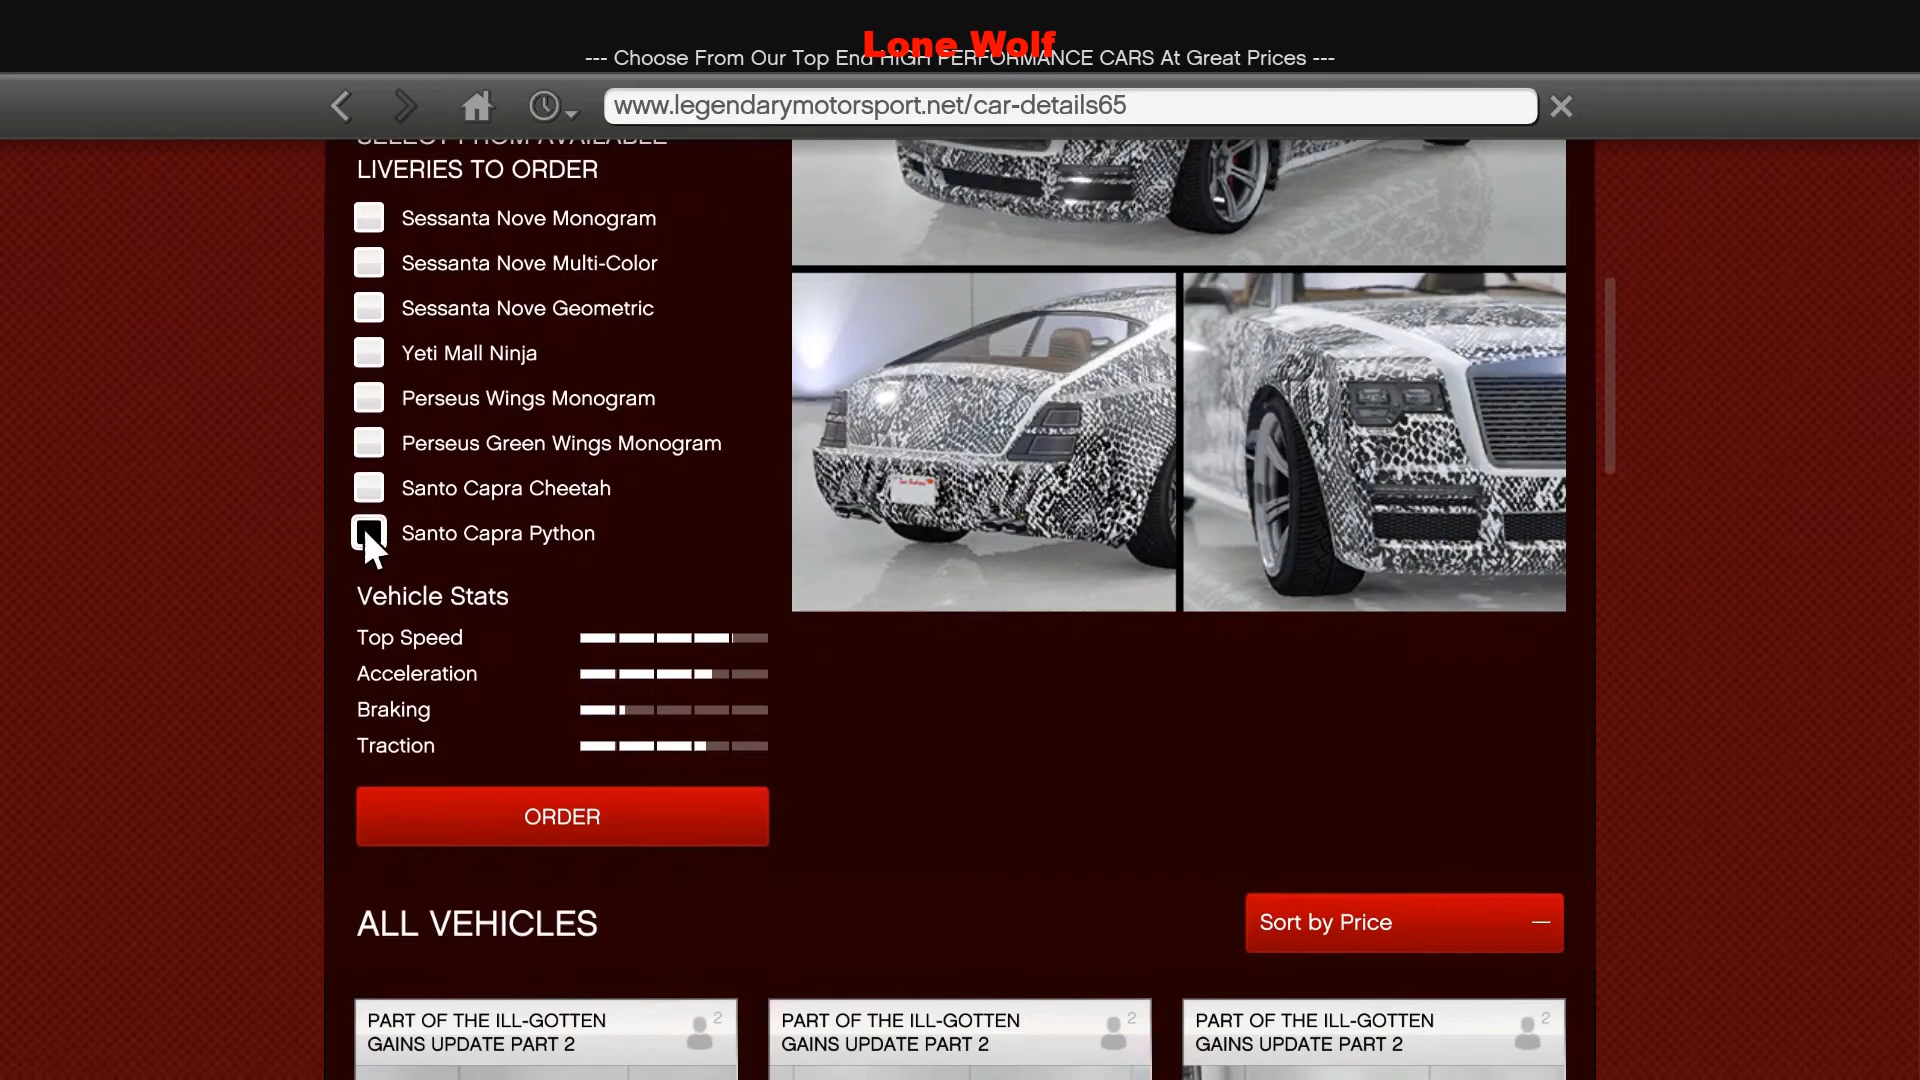 Lone Wolf
--- Choose From Our Top End HIGH PERFORMANCE CARS At Great Prices ---
www.legendarymotorsport.net/car-details65
SELECT FROM AVAILABLE
LIVERIES TO ORDER
Sessanta Nove Monogram
Sessanta Nove Multi-Color
Sessanta Nove Geometric
Yeti Mall Ninja
Perseus Wings Monogram
Perseus Green Wings Monogram
Santo Capra Cheetah
Santo Capra Python
Vehicle Stats
Top Speed
Acceleration
Braking
Traction
ORDER
ALL VEHICLES
Sort by Price
PART OF THE ILL-GOTTEN
GAINS UPDATE PART 2
2
PART OF THE ILL-GOTTEN
GAINS UPDATE PART 2
2
PART OF THE ILL-GOTTEN
GAINS UPDATE PART 2
2